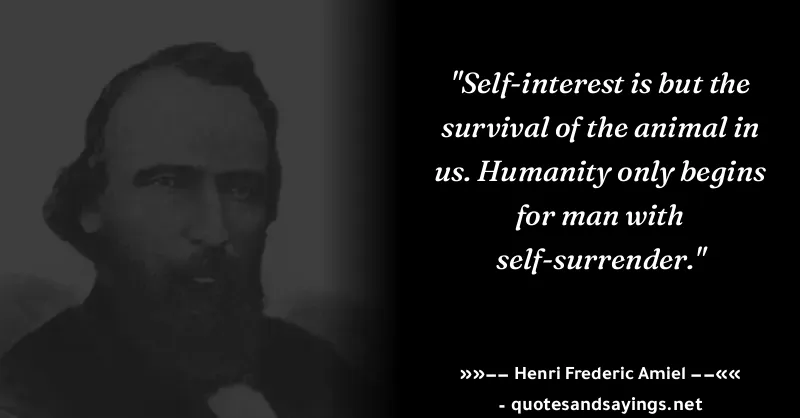 "Self-interest is but the
survival of the animal in
us. Humanity only begins
for man with
self-surrender."
»»−− Henri Frederic Amiel −−««
- quotesandsayings.net